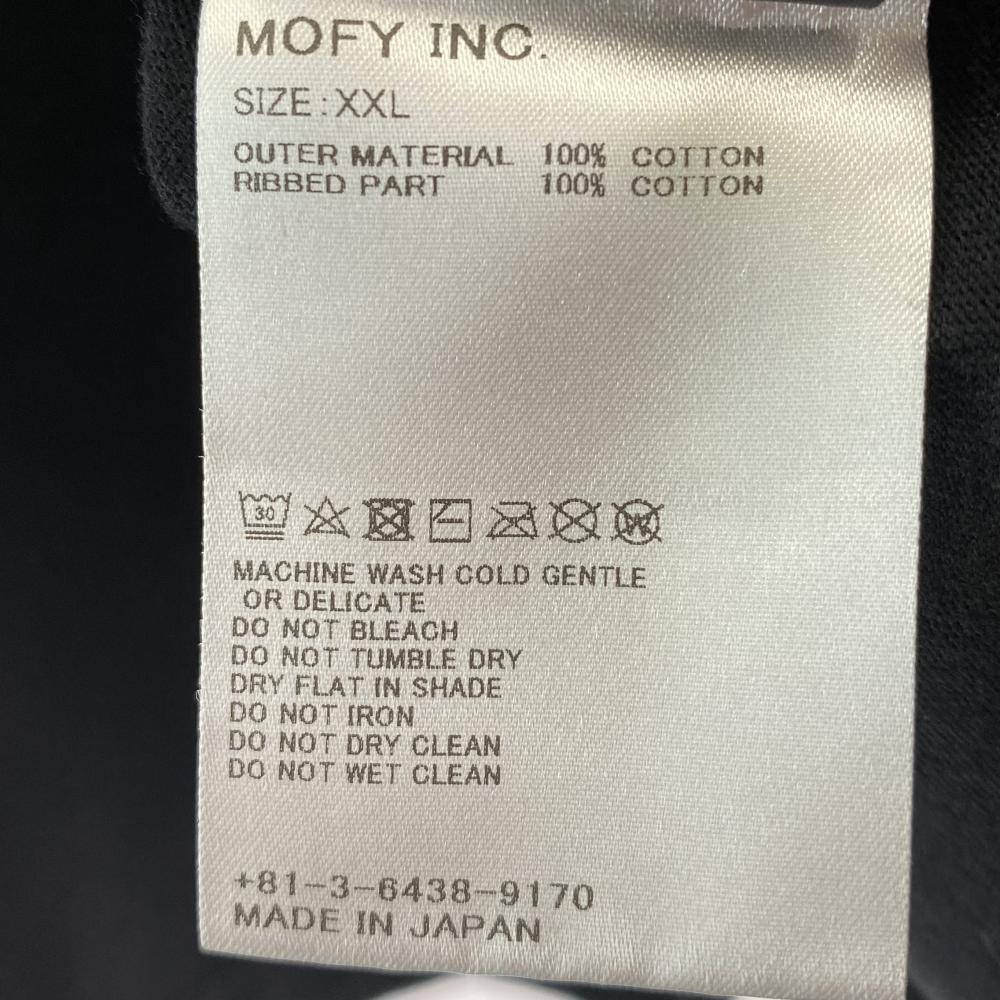 MOFY INC.
SIZE:XXL
OUTER MATERIAL 100% COTTON
RIBBED PART 100% COTTON
30
W
MACHINE WASH COLD GENTLE
OR DELICATE
DO NOT BLEACH
DO NOT TUMBLE DRY
DRY FLAT IN SHADE
DO NOT IRON
DO NOT DRY CLEAN
DO NOT WET CLEAN
+81-3-6438-9170
MADE IN JAPAN